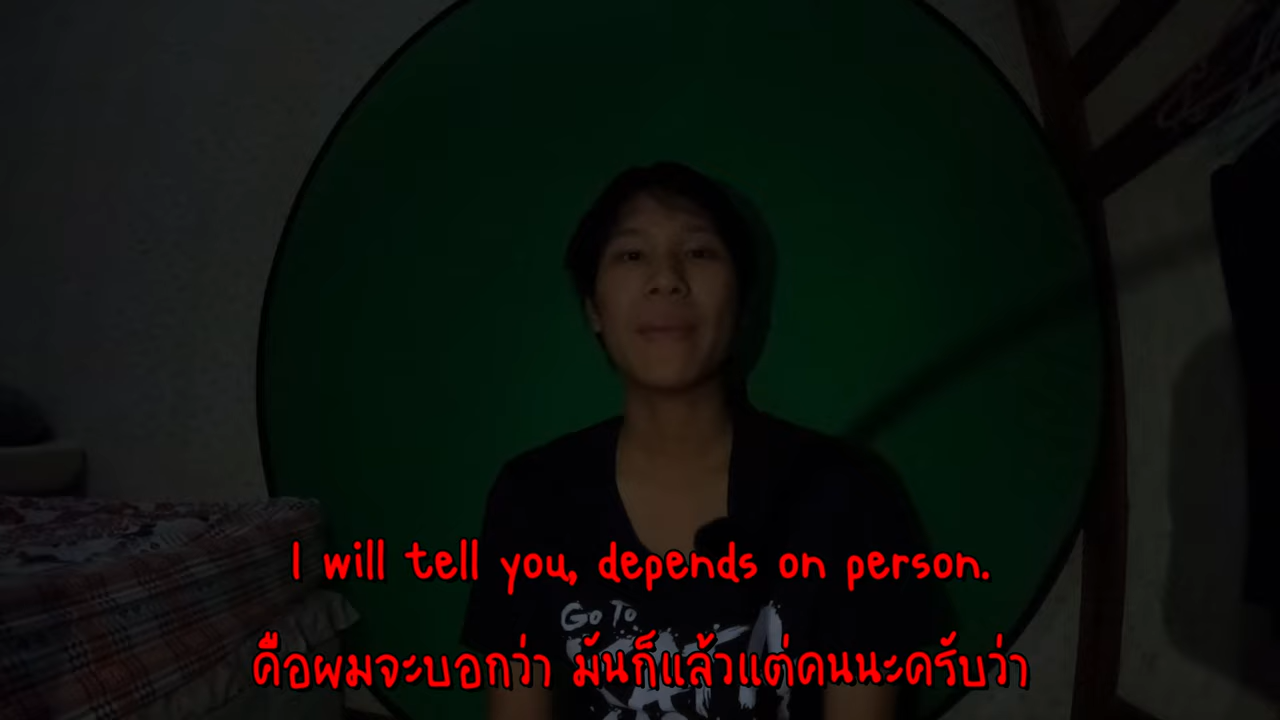 I will tell you, depends on person.
Go To
คือผมจะบอกว่า มันก็แล้วแต่คนนะครับว่า